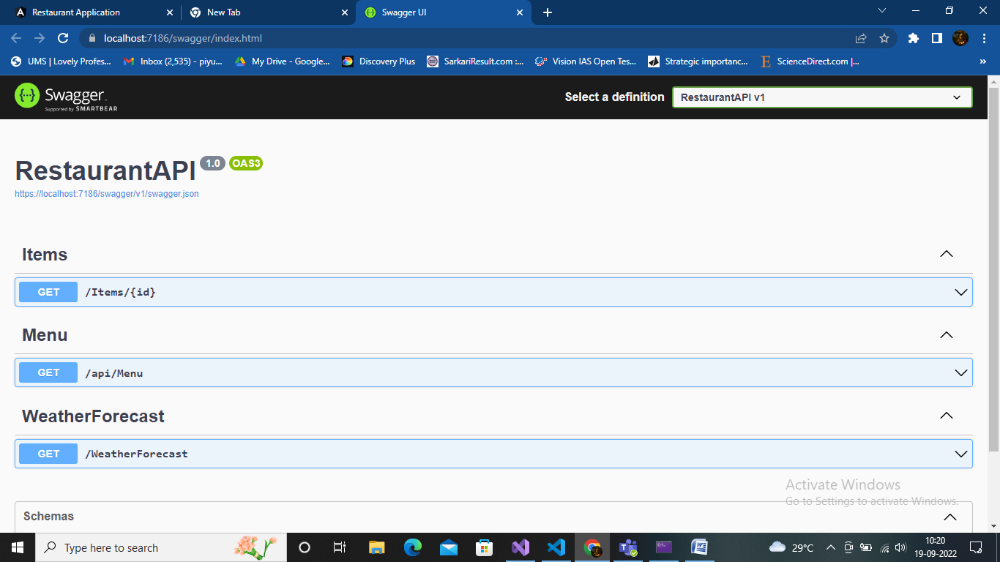 Restaurant Application
New Tab
Swagger UI
localhost:7186/swagger/index.html
UMS | Lovely Profes...
Inbox (2,535) - piyu...
My Drive - Google...
Discovery Plus
SarkariResult.com :...
Vision IAS Open Tes...
Strategic importanc...
ScienceDirect.com |...
Swagger
Supported by SMARTBEAR
Select a definition
RestaurantAPI v1
RestaurantAPI 1.0 OAS3
https://localhost:7186/swagger/v1/swagger.json
Items
GET /Items/{id}
Menu
GET /api/Menu
WeatherForecast
GET /WeatherForecast
Activate Windows
Go to Settings to activate Windows.
Schemas
Type here to search
29°C
10:20
19-09-2022